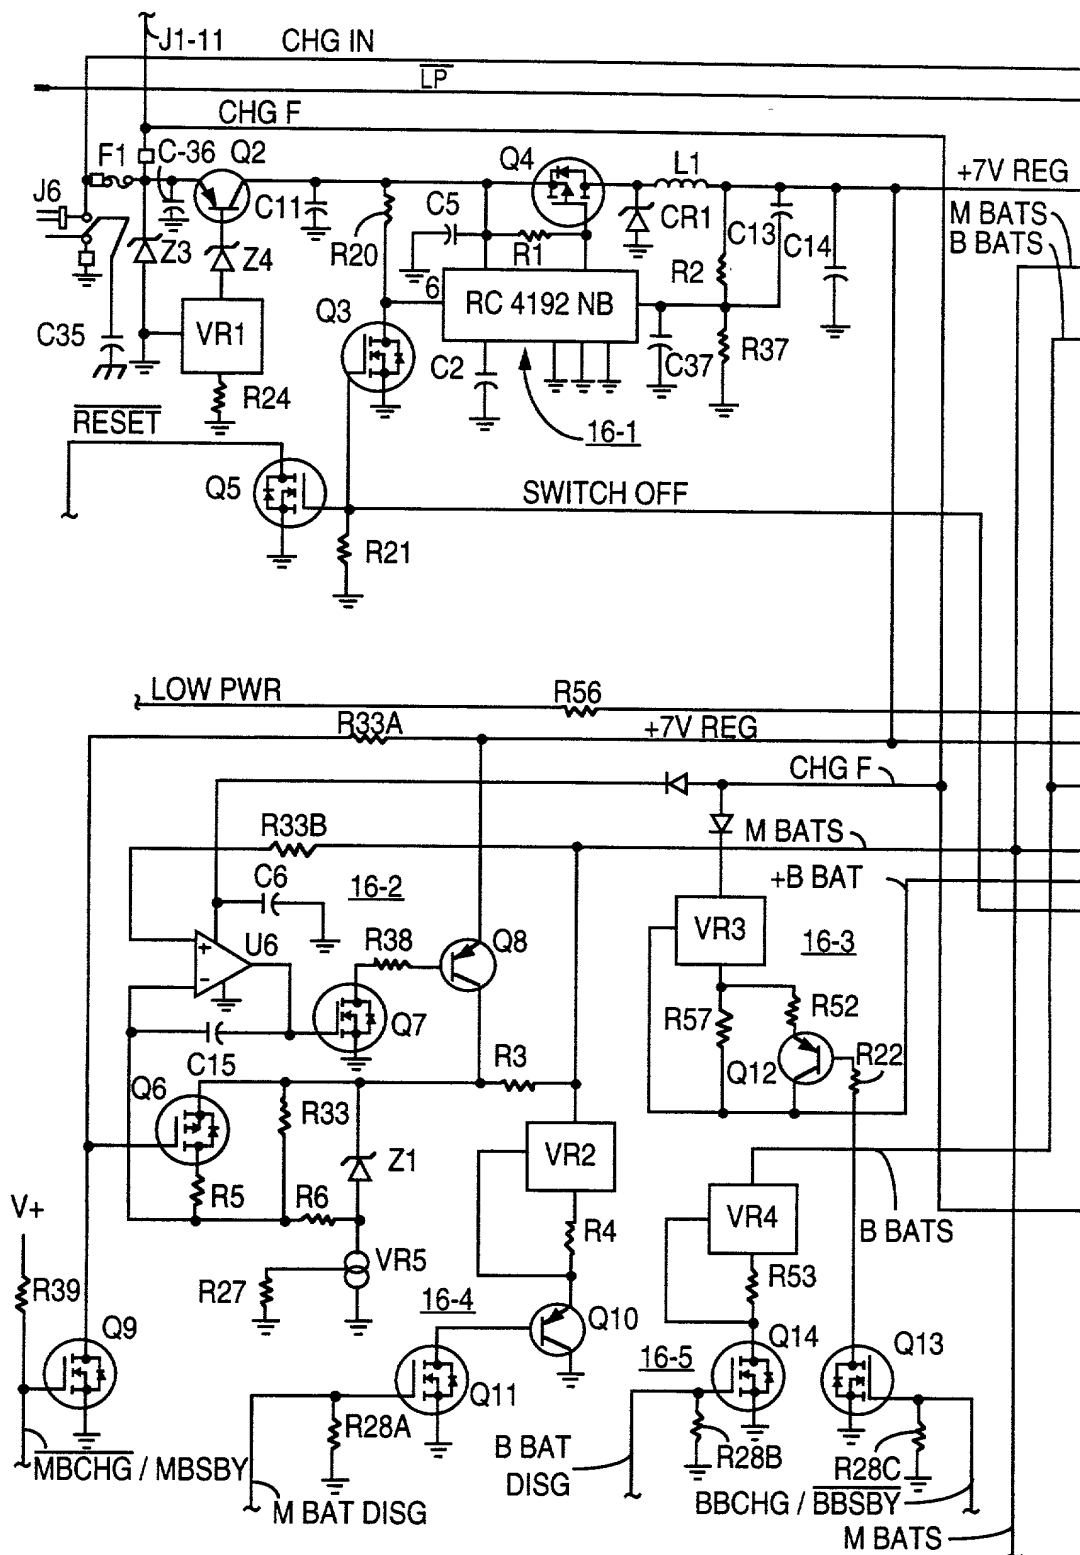 J1-11 CHG IN
LP
CHG F
F1 C-36 Q2 Q4 L1
+7V REG
J6
M BATS
B BATS
C5 C11 CR1 C13 C14
Z3 Z4 R20 R1 R2
6 RC 4192 NB
Q3
C35 VR1 C2 C37 R37
R24
RESET
16-1
Q5 SWITCH OFF
R21
LOW PWR R56
R33A +7V REG
CHG F
R33B M BATS
C6 16-2 +B BAT
VR3
U6 R38 Q8 16-3
+
-
Q7 R57 R52
C15 R3 Q12 R22
Q6
R33
Z1 VR2
R5 R6 VR4
V+ B BATS
R4
R39 R27 VR5 R53
16-4
Q9 Q10 Q14 Q13
16-5
Q11
R28A
B BAT
DISG
R28B R28C
MBCHG / MBSBY
BBCHG / BBSBY
M BAT DISG
M BATS